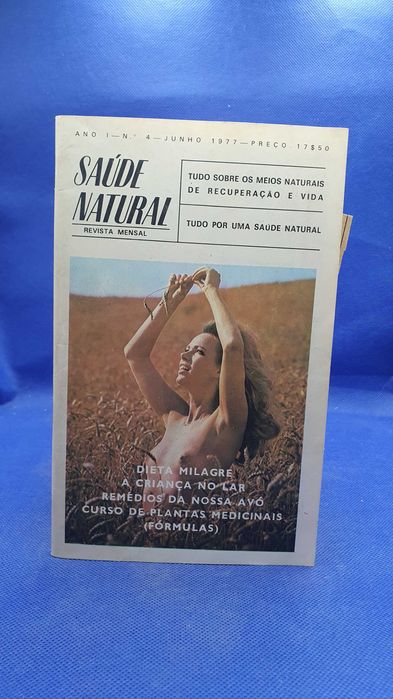 ANO I—N.º 4—JUNHO 1977—PREÇO 17$50
SAÚDE
NATURAL
REVISTA MENSAL
TUDO SOBRE OS MEIOS NATURAIS
DE RECUPERAÇÃO E VIDA
TUDO POR UMA SAÚDE NATURAL
DIETA MILAGRE
A CRIANÇA NO LAR
REMÉDIOS DA NOSSA AVÓ
CURSO DE PLANTAS MEDICINAIS
(FÓRMULAS)